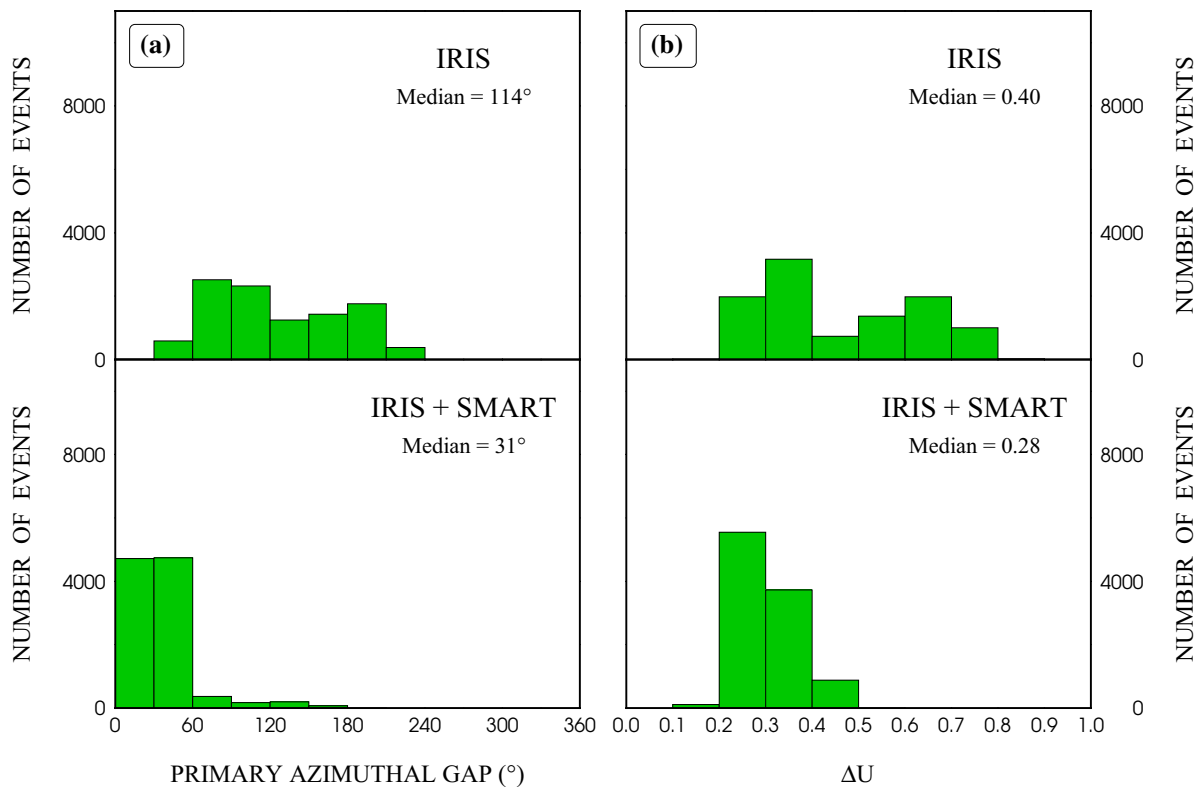 (a)
IRIS
Median = 114°
NUMBER OF EVENTS
8000
4000
0
(b)
IRIS
Median = 0.40
NUMBER OF EVENTS
8000
4000
0
IRIS + SMART
Median = 31°
NUMBER OF EVENTS
8000
4000
0
0 60 120 180 240 300 360
PRIMARY AZIMUTHAL GAP (°)
IRIS + SMART
Median = 0.28
NUMBER OF EVENTS
8000
4000
0
0.0 0.1 0.2 0.3 0.4 0.5 0.6 0.7 0.8 0.9 1.0
ΔU